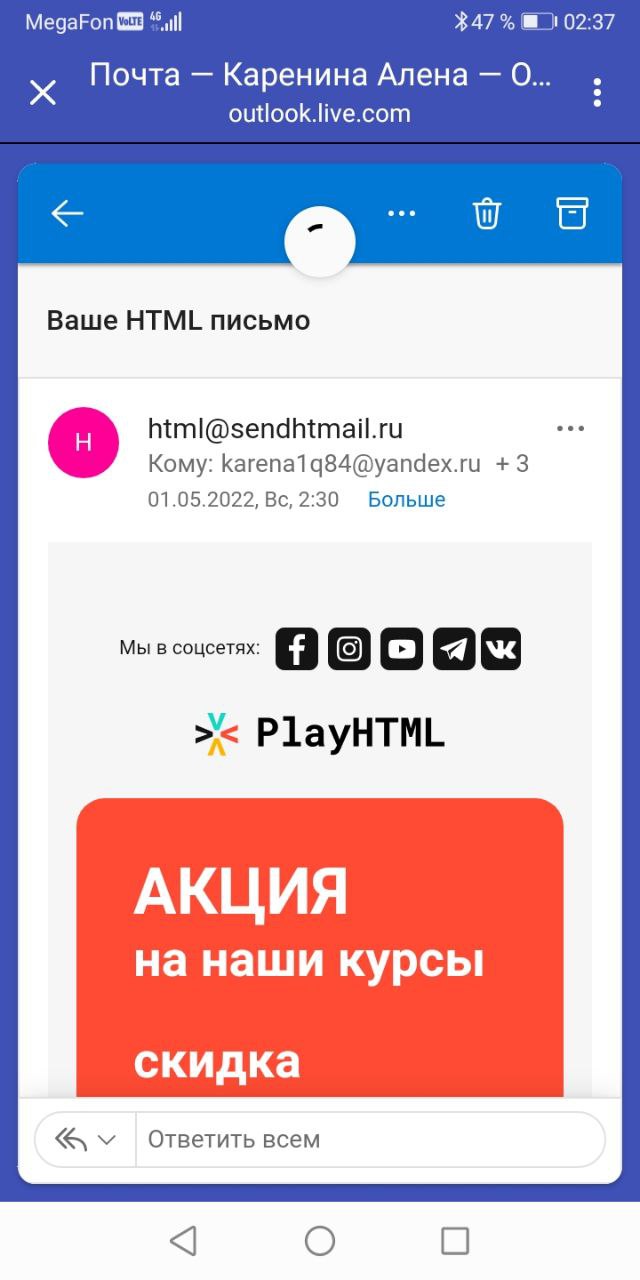 MegaFon VoLTE 4G 47 % 02:37
Почта — Каренина Алена — О...
outlook.live.com
Ваше HTML письмо
H
html@sendhtmail.ru
Кому: karena1q84@yandex.ru + 3
01.05.2022, Вс, 2:30 Больше
Мы в соцсетях:
PlayHTML
АКЦИЯ
на наши курсы
скидка
Ответить всем